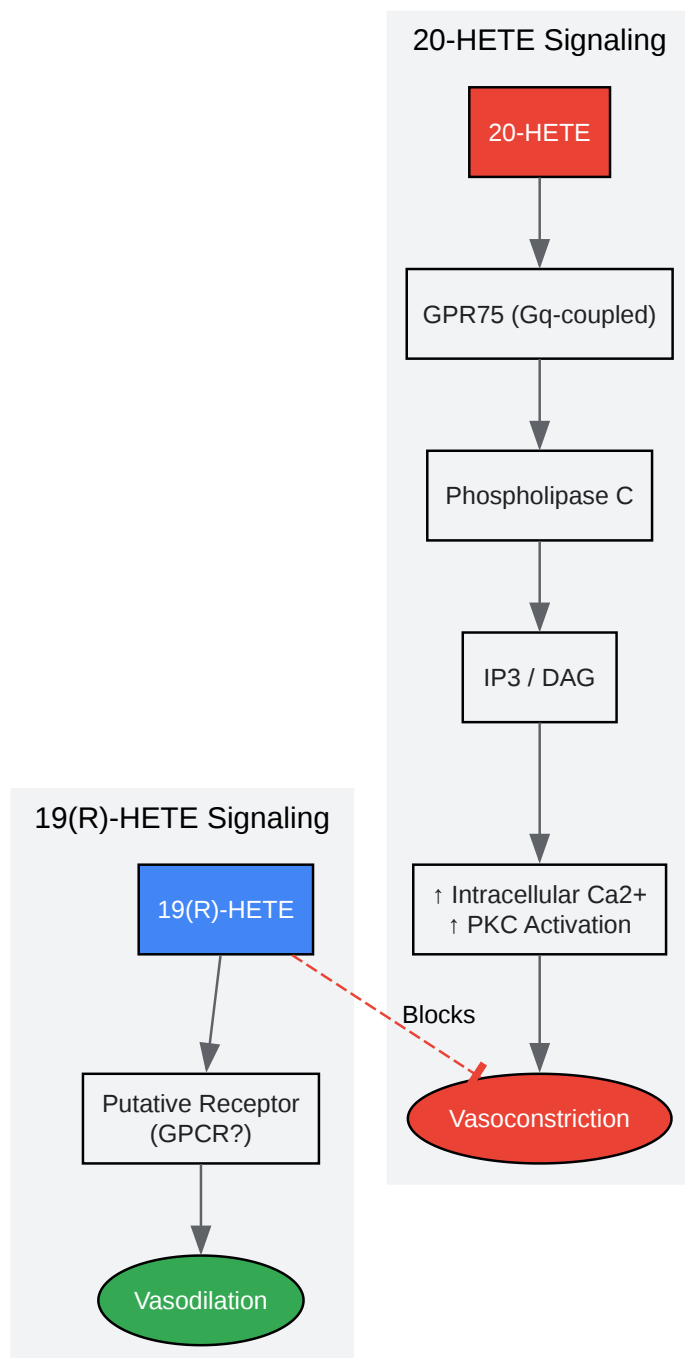 20-HETE Signaling
20-HETE
GPR75 (Gq-coupled)
Phospholipase C
IP3 / DAG
↑ Intracellular Ca2+
↑ PKC Activation
Vasoconstriction
19(R)-HETE Signaling
19(R)-HETE
Blocks
Putative Receptor
(GPCR?)
Vasodilation